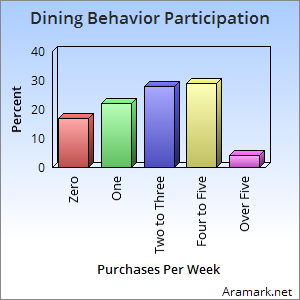 Dining Behavior Participation
Percent
40
30
20
10
0
Zero
One
Two to Three
Four to Five
Over Five
Purchases Per Week
Aramark.net